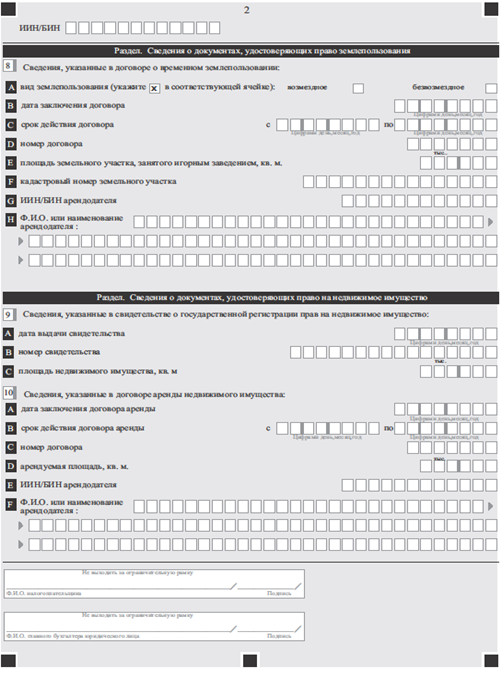 2
ИИН/БИН
Раздел. Сведения о документах, удостоверяющих право землепользования
8 Сведения, указанные в договоре о временном землепользовании:
A вид землепользования (укажите x в соответствующей ячейке): возмездное безвозмездное
B дата заключения договора
Цифрами день,месяц,год
C срок действия договора с по
Цифрами день,месяц,год Цифрами день,месяц,год
D номер договора
тыс.
E площадь земельного участка, занятого игорным заведением, кв. м.
F кадастровый номер земельного участка
G ИИН/БИН арендодателя
H Ф.И.О. или наименование
арендодателя :
Раздел. Сведения о документах, удостоверяющих право на недвижимое имущество
9 Сведения, указанные в свидетельстве о государственной регистрации прав на недвижимое имущество:
A дата выдачи свидетельства
Цифрами день,месяц,год
B номер свидетельства
тыс.
C площадь недвижимого имущества, кв. м
10 Сведения, указанные в договоре аренды недвижимого имущества:
A дата заключения договора аренды
Цифрами день,месяц,год
B срок действия договора аренды с по
Цифрами день,месяц,год Цифрами день,месяц,год
C номер договора
тыс.
D арендуемая площадь, кв. м.
E ИИН/БИН арендодателя
F Ф.И.О. или наименование
арендодателя :
Не выходить за ограничительную рамку
Ф.И.О. налогоплательщика Подпись
Не выходить за ограничительную рамку
Ф.И.О. главного бухгалтера юридического лица Подпись